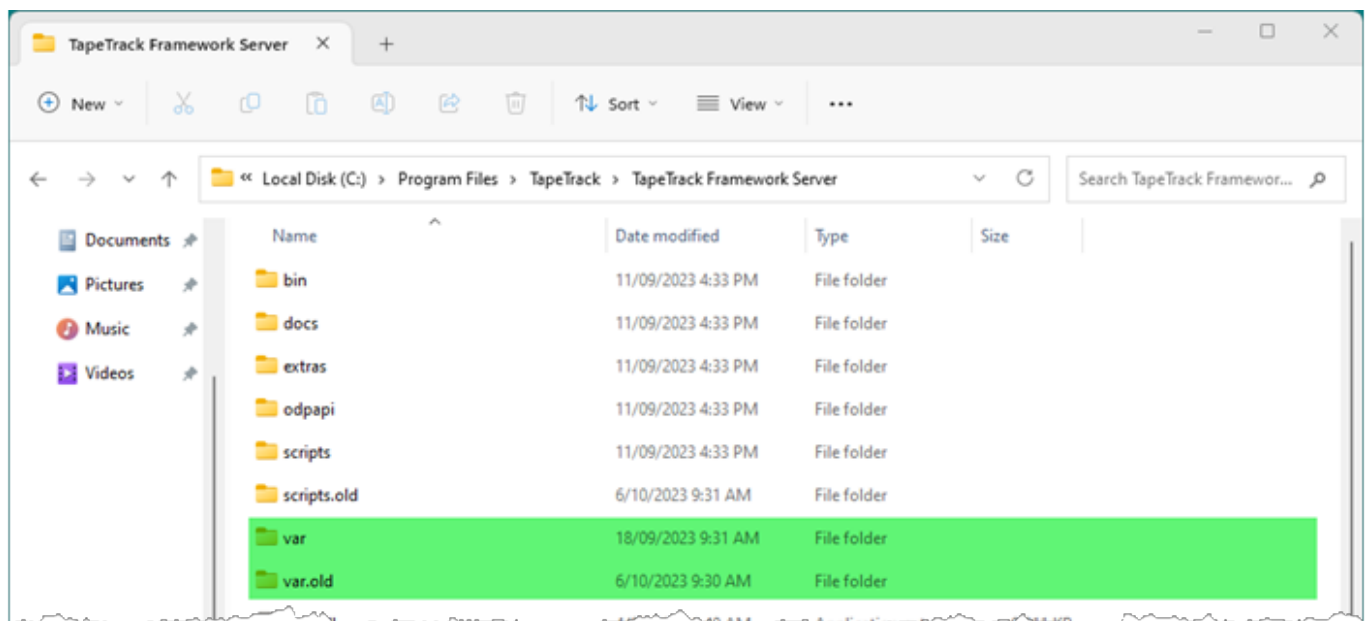 TapeTrack Framework Server
New
Sort
View
« Local Disk (C:) > Program Files > TapeTrack > TapeTrack Framework Server
Search TapeTrack Framewor...
Documents
Pictures
Music
Videos
Name Date modified Type Size
bin 11/09/2023 4:33 PM File folder
docs 11/09/2023 4:33 PM File folder
extras 11/09/2023 4:33 PM File folder
odpapi 11/09/2023 4:33 PM File folder
scripts 11/09/2023 4:33 PM File folder
scripts.old 6/10/2023 9:31 AM File folder
var 18/09/2023 9:31 AM File folder
var.old 6/10/2023 9:30 AM File folder